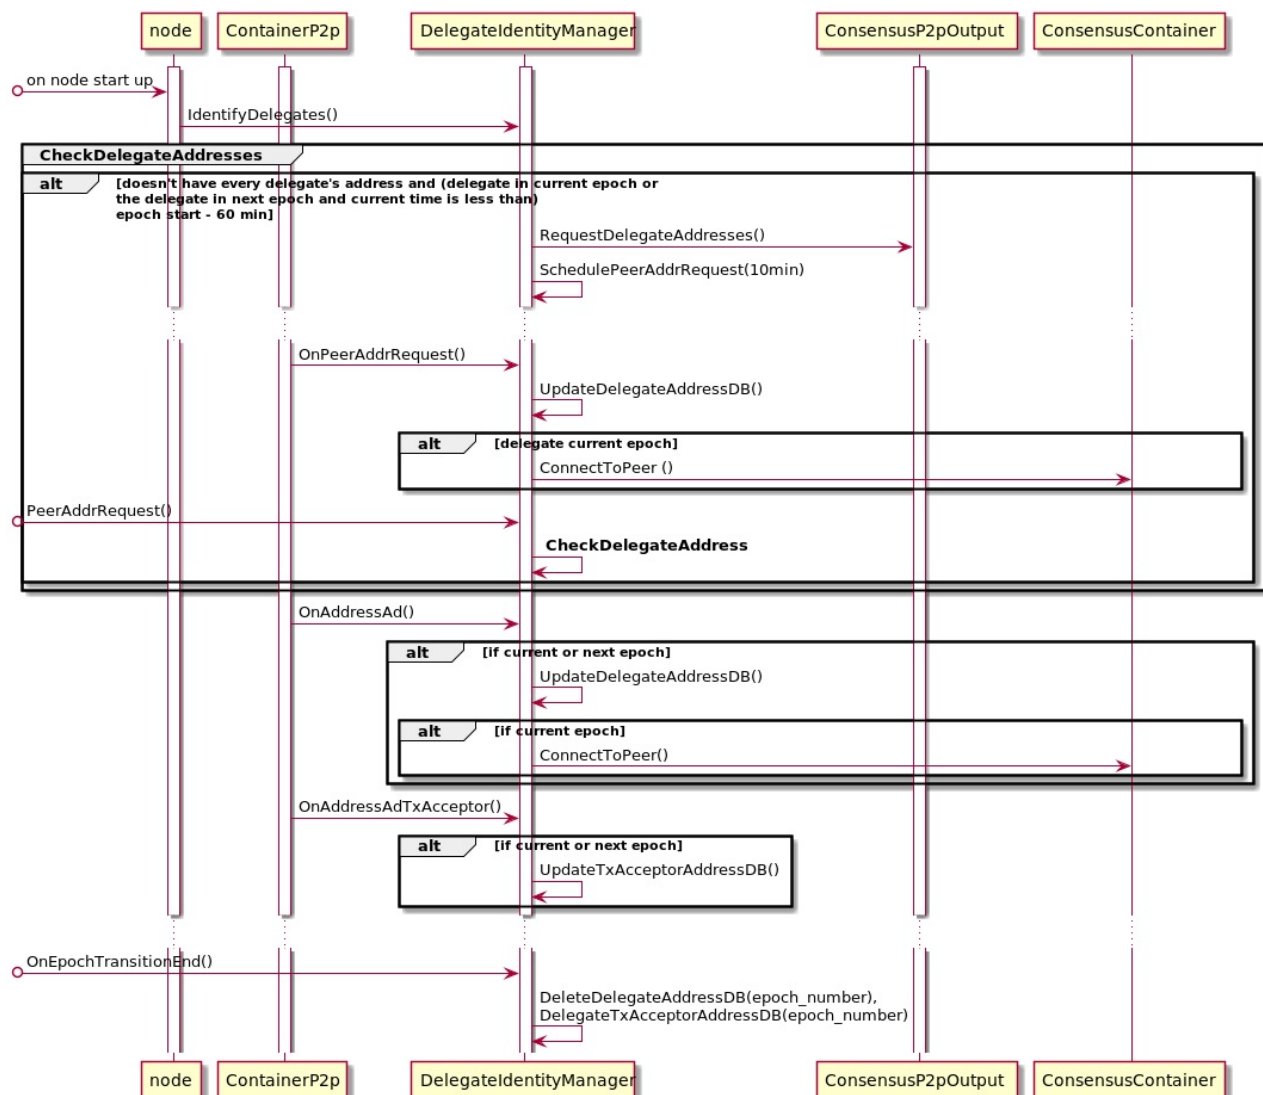 node
ContainerP2p
DelegateIdentityManager
ConsensusP2pOutput
ConsensusContainer
on node start up
IdentifyDelegates()
CheckDelegateAddresses
alt
[doesn't have every delegate's address and (delegate in current epoch or
the delegate in next epoch and current time is less than)
epoch start - 60 min]
RequestDelegateAddresses()
SchedulePeerAddrRequest(10min)
OnPeerAddrRequest()
UpdateDelegateAddressDB()
alt
[delegate current epoch]
ConnectToPeer ()
PeerAddrRequest()
CheckDelegateAddress
OnAddressAd()
alt
[if current or next epoch]
UpdateDelegateAddressDB()
alt
[if current epoch]
ConnectToPeer()
OnAddressAdTxAcceptor()
alt
[if current or next epoch]
UpdateTxAcceptorAddressDB()
OnEpochTransitionEnd()
DeleteDelegateAddressDB(epoch_number),
DelegateTxAcceptorAddressDB(epoch_number)
node
ContainerP2p
DelegateIdentityManager
ConsensusP2pOutput
ConsensusContainer